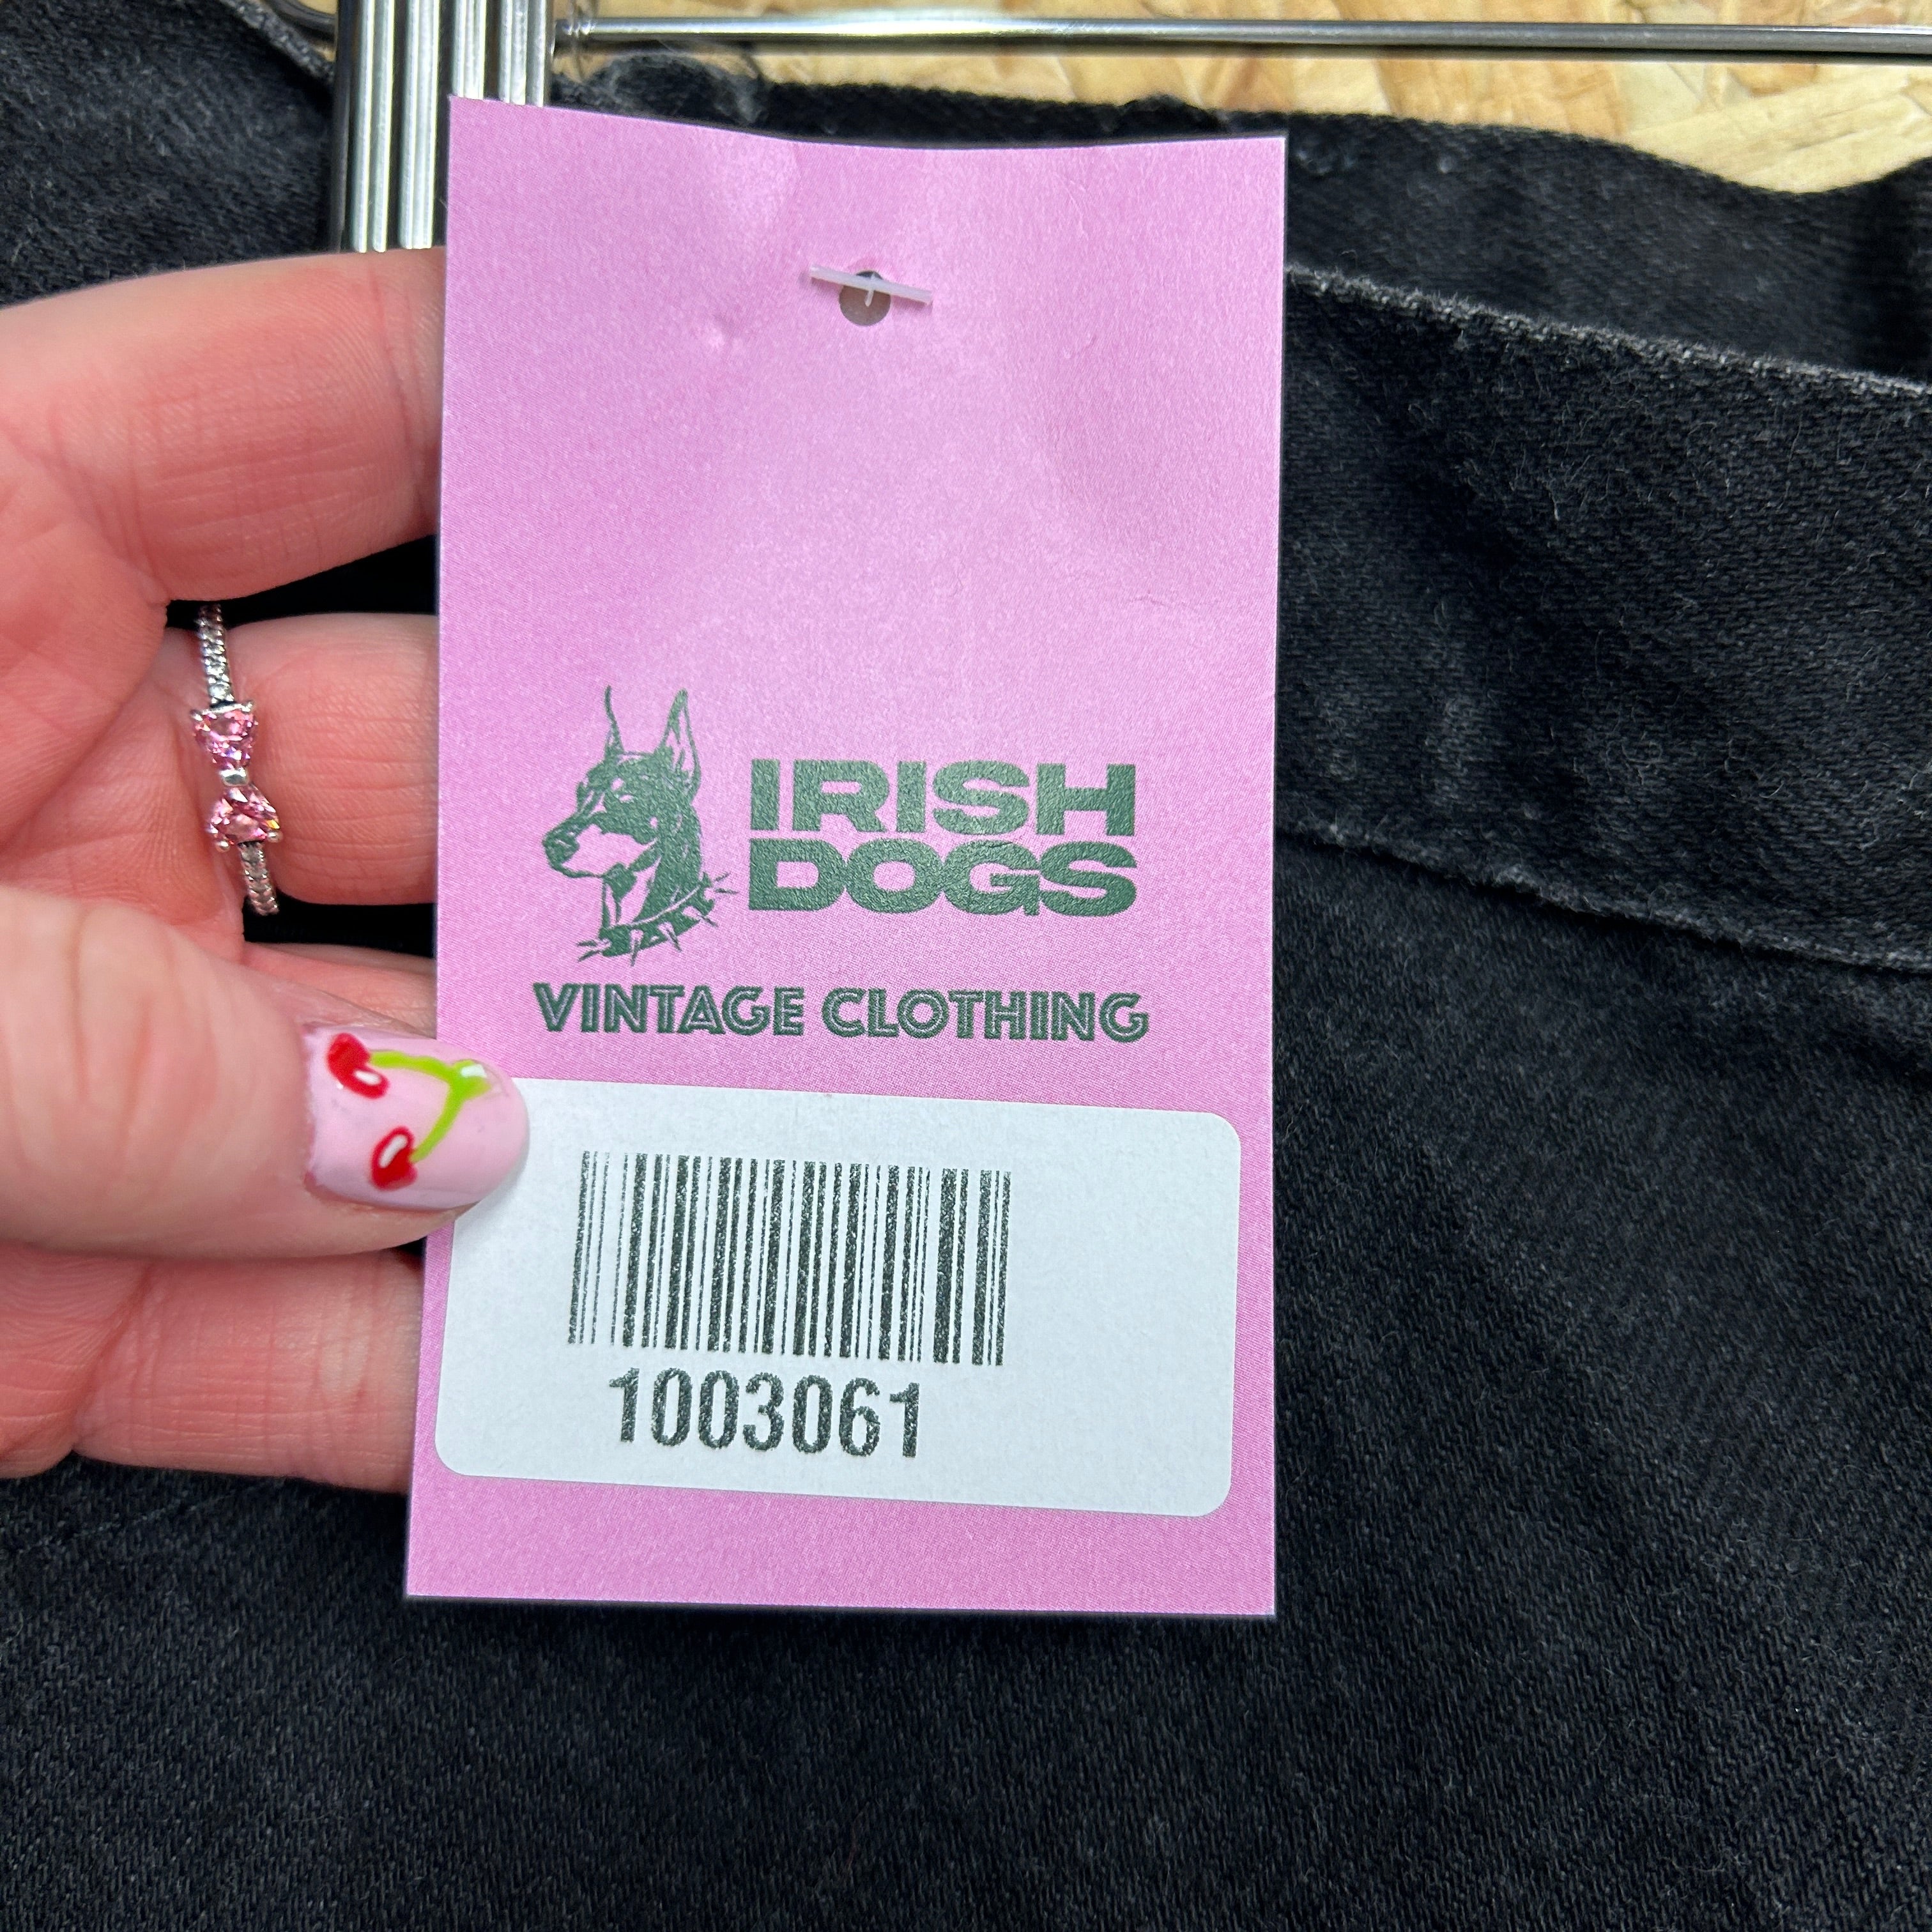 IRISH
DOGS
VINTAGE CLOTHING
1003061